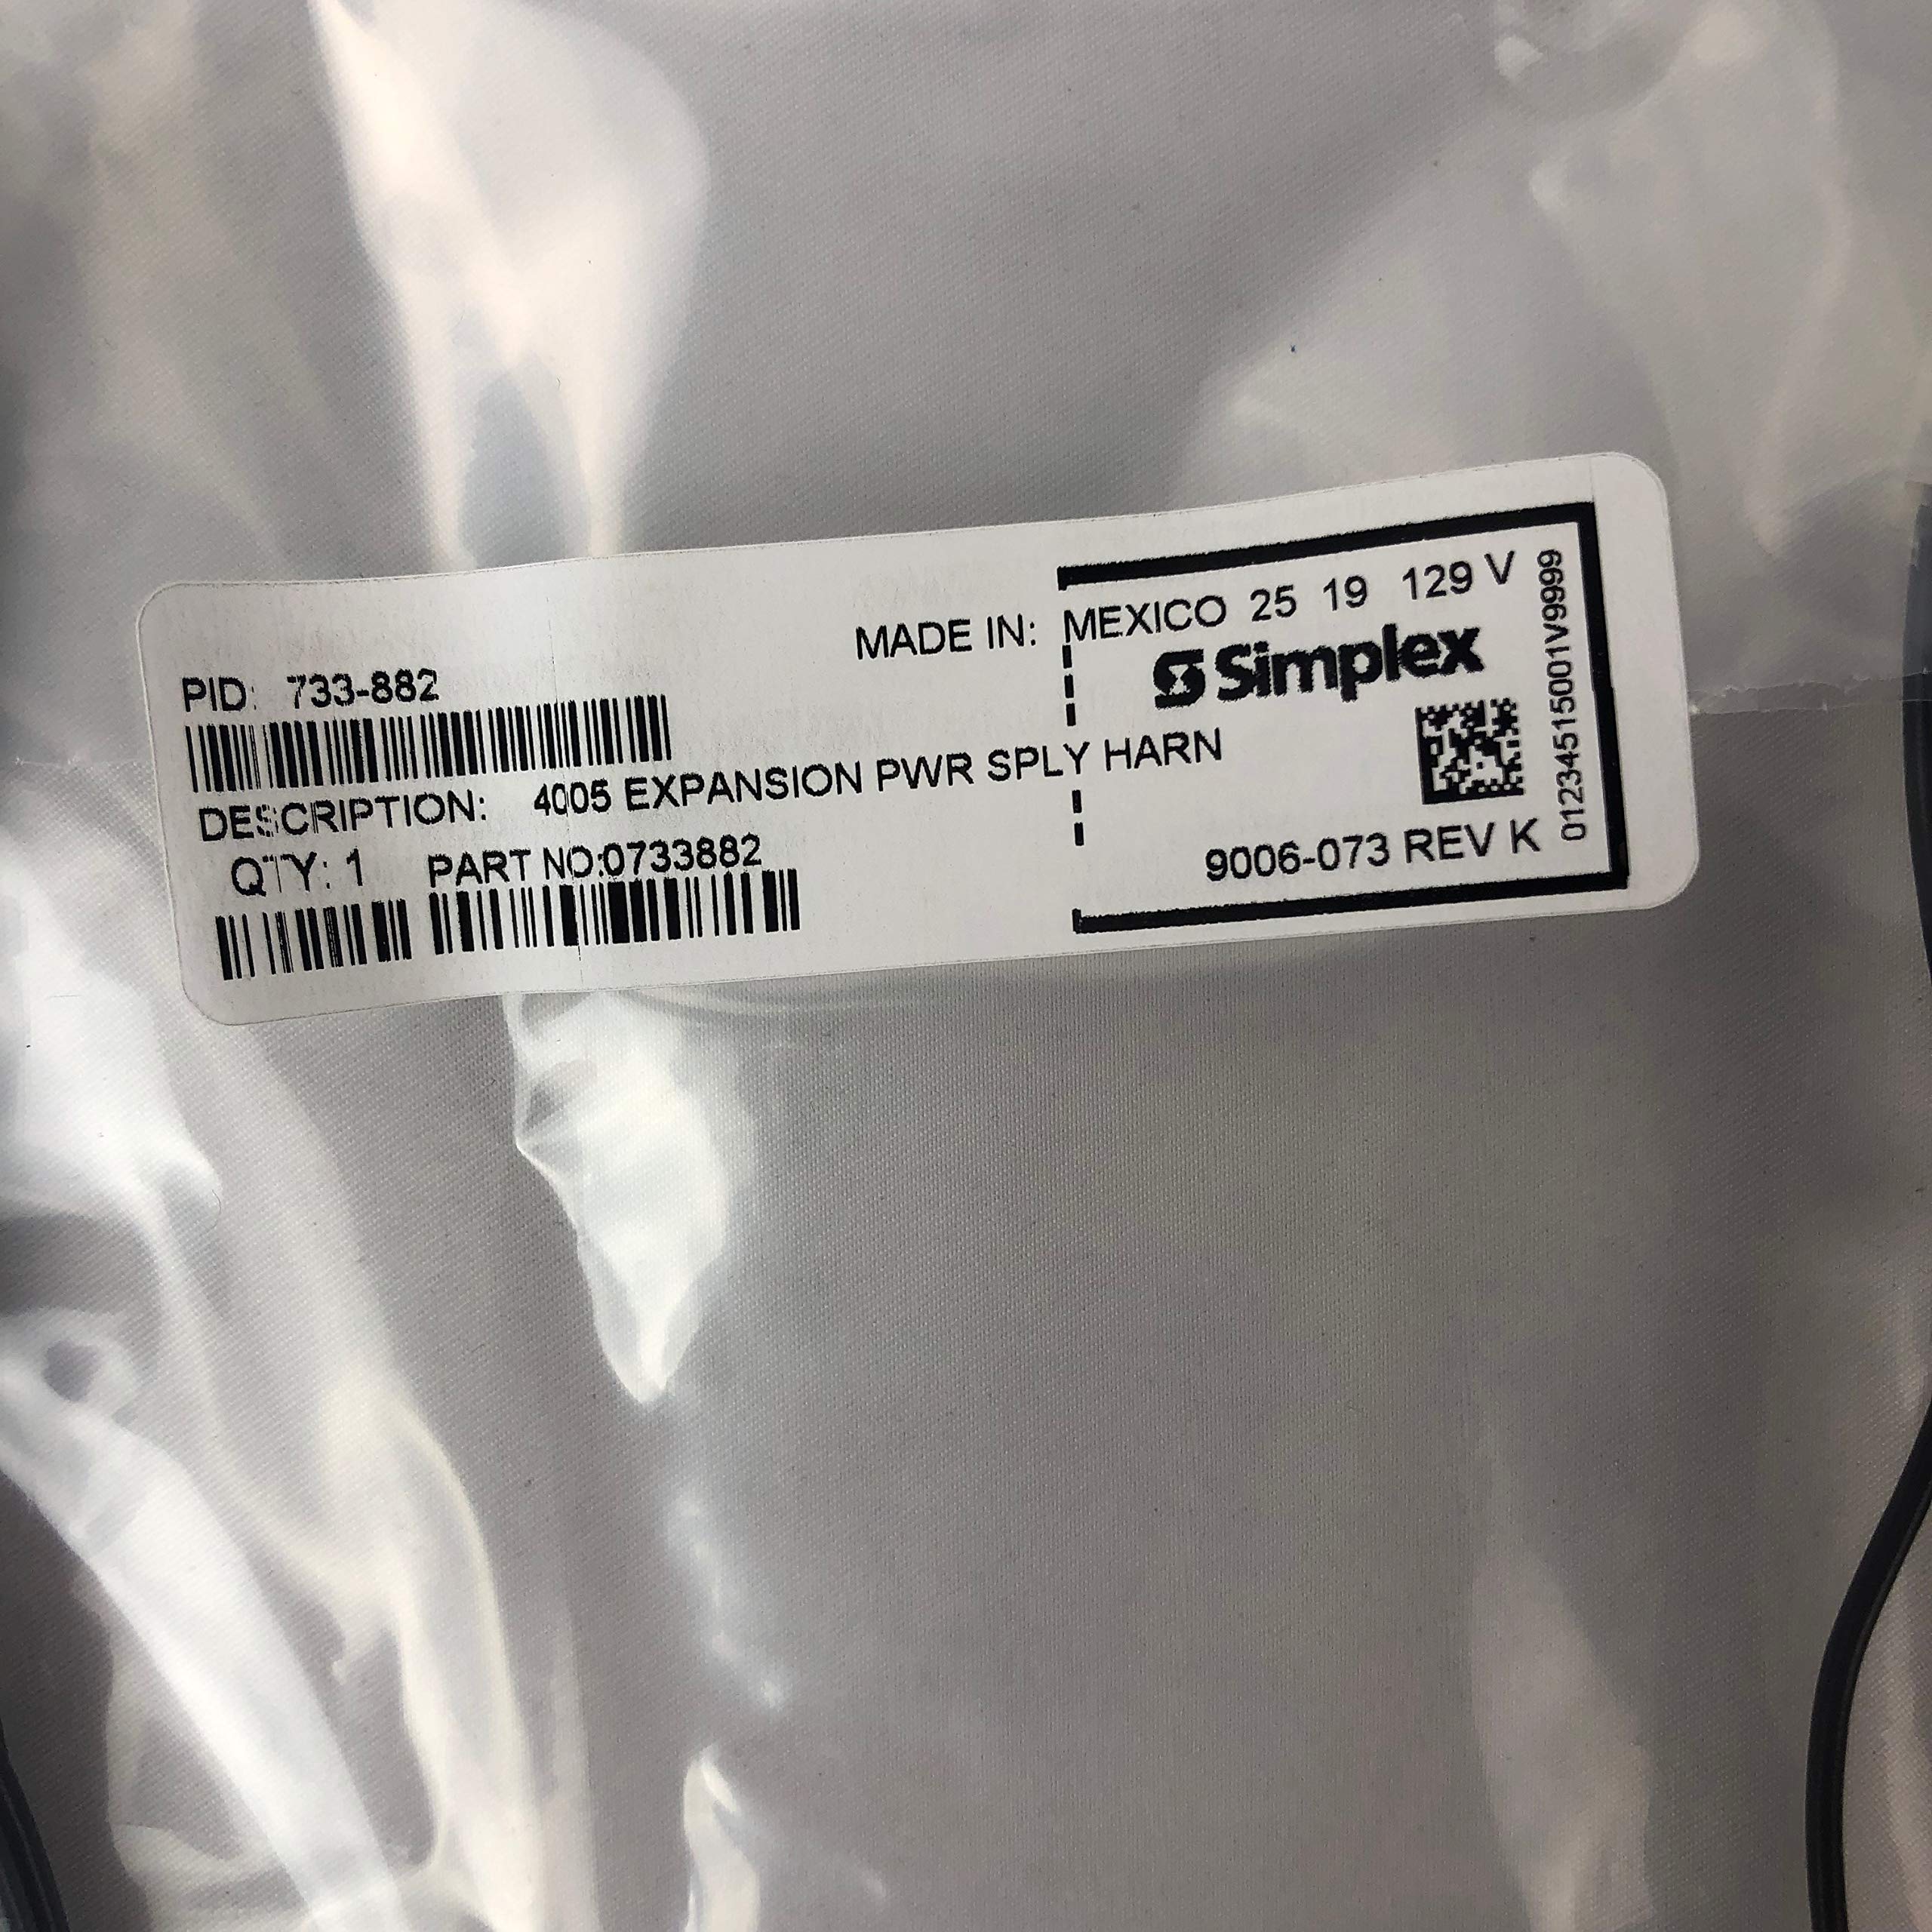 MADE IN: MEXICO 25 19 129 V
Simplex
PID: 733-882
DESCRIPTION: 4005 EXPANSION PWR SPLY HARN
QTY: 1 PART NO:0733882
9006-073 REV K
01234515001V9999